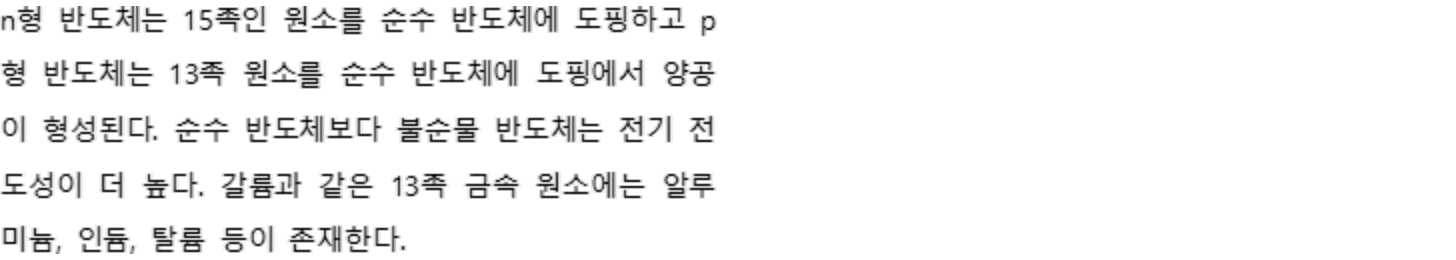 n형 반도체는 15족인 원소를 순수 반도체에 도핑하고 p
형 반도체는 13족 원소를 순수 반도체에 도핑에서 양공
이 형성된다. 순수 반도체보다 불순물 반도체는 전기 전
도성이 더 높다. 갈륨과 같은 13족 금속 원소에는 알루
미늄, 인듐, 탈륨 등이 존재한다.